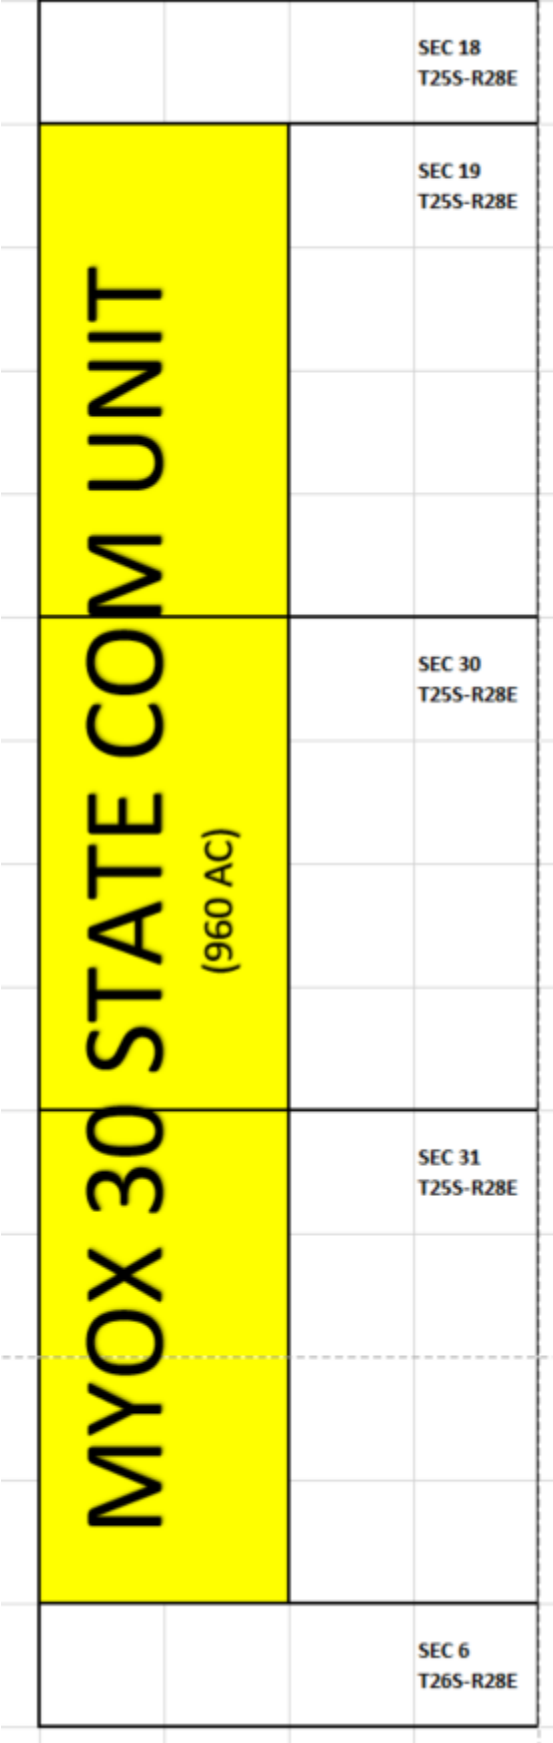 SEC 18
T25S-R28E
SEC 19
T25S-R28E
MYOX 30 STATE COM UNIT
(960 AC)
SEC 30
T25S-R28E
SEC 31
T25S-R28E
SEC 6
T26S-R28E